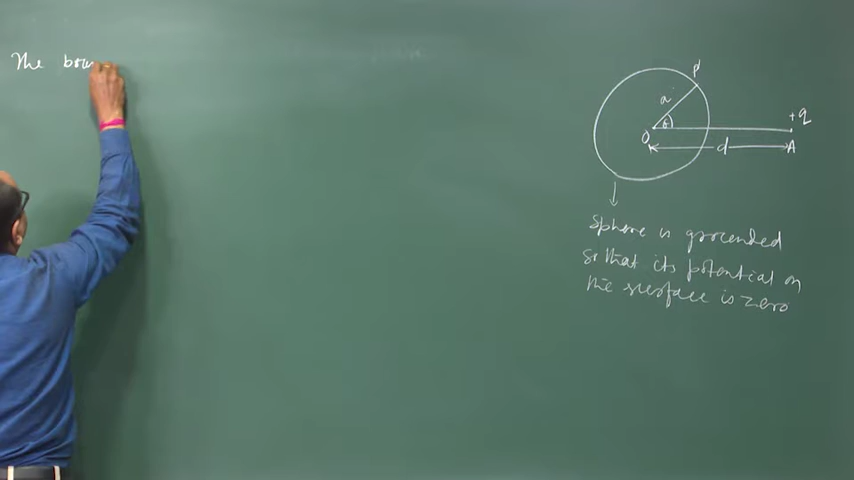 The bou
P'
a
θ
+q
O
d
A
Sphere is grounded
so that its potential on
the surface is zero